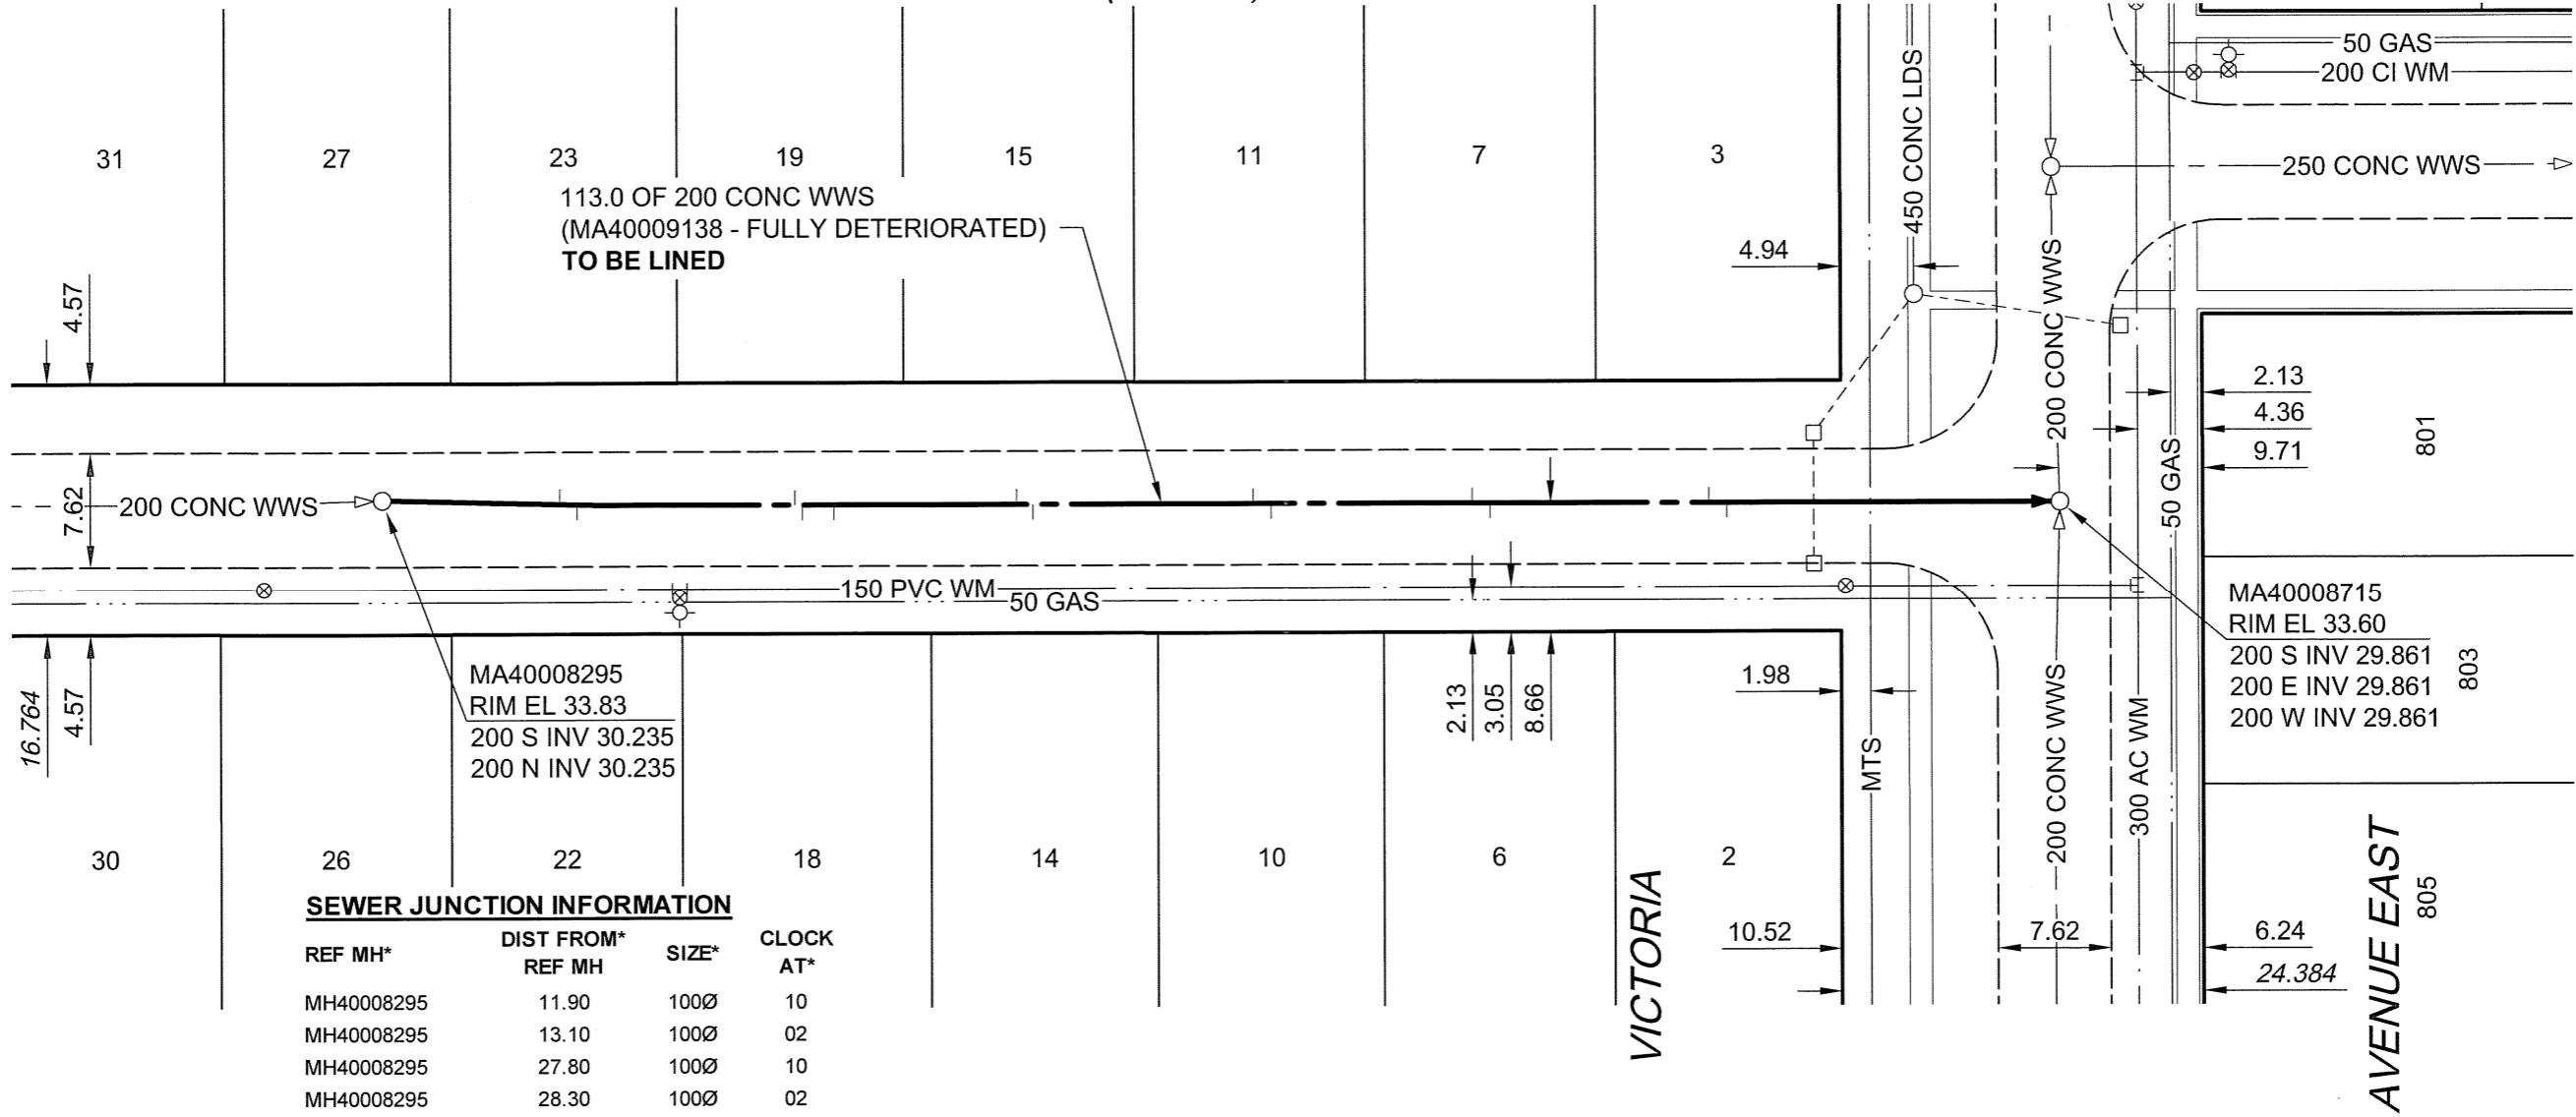 50 GAS
200 CI WM
450 CONC LDS
31
27
23
19
15
11
7
3
250 CONC WWS
113.0 OF 200 CONC WWS
(MA40009138 - FULLY DETERIORATED)
TO BE LINED
4.94
4.57
200 CONC WWS
2.13
4.36
9.71
801
50 GAS
7.62
200 CONC WWS
150 PVC WM
50 GAS
MA40008715
RIM EL 33.60
200 S INV 29.861
200 E INV 29.861
200 W INV 29.861
803
MA40008295
RIM EL 33.83
200 S INV 30.235
200 N INV 30.235
16.764
4.57
2.13
3.05
8.66
1.98
MTS
200 CONC WWS
300 AC WM
30
26
22
18
14
10
6
2
VICTORIA
AVENUE EAST
805
10.52
7.62
6.24
24.384
SEWER JUNCTION INFORMATION
REF MH* DIST FROM* REF MH SIZE* CLOCK AT*
MH40008295 11.90 100Ø 10
MH40008295 13.10 100Ø 02
MH40008295 27.80 100Ø 10
MH40008295 28.30 100Ø 02